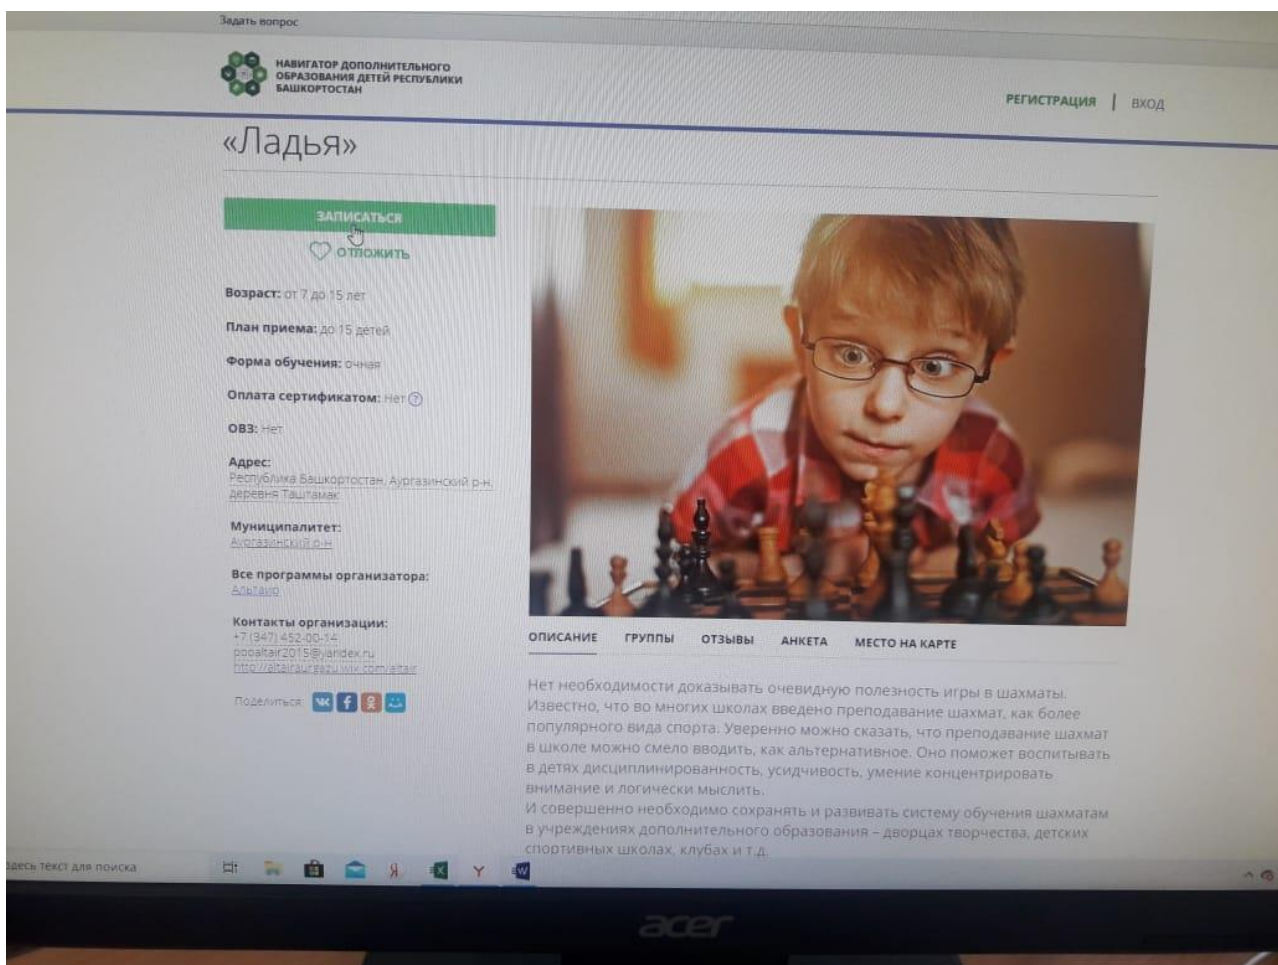 Задать вопрос
НАВИГАТОР ДОПОЛНИТЕЛЬНОГО
ОБРАЗОВАНИЯ ДЕТЕЙ РЕСПУБЛИКИ
БАШКОРТОСТАН
РЕГИСТРАЦИЯ | ВХОД
«Ладья»
ЗАПИСАТЬСЯ
ОТЛОЖИТЬ
Возраст: от 7 до 15 лет
План приема: до 15 детей
Форма обучения: очная
Оплата сертификатом: Нет ?
ОВЗ: Нет
Адрес:
Республика Башкортостан, Аургазинский р-н,
деревня Таштамак
Муниципалитет:
Аургазинский р-н
Все программы организатора:
Альтаир
Контакты организации:
+7 (347) 452-00-14
pooaltair2015@yandex.ru
http://altairaurgazu.wix.com/altair
Поделиться:
ОПИСАНИЕ ГРУППЫ ОТЗЫВЫ АНКЕТА МЕСТО НА КАРТЕ
Нет необходимости доказывать очевидную полезность игры в шахматы.
Известно, что во многих школах введено преподавание шахмат, как более
популярного вида спорта. Уверенно можно сказать, что преподавание шахмат
в школе можно смело вводить, как альтернативное. Оно поможет воспитывать
в детях дисциплинированность, усидчивость, умение концентрировать
внимание и логически мыслить.
И совершенно необходимо сохранять и развивать систему обучения шахматам
в учреждениях дополнительного образования – дворцах творчества, детских
спортивных школах, клубах и т.д.
здесь текст для поиска
acer